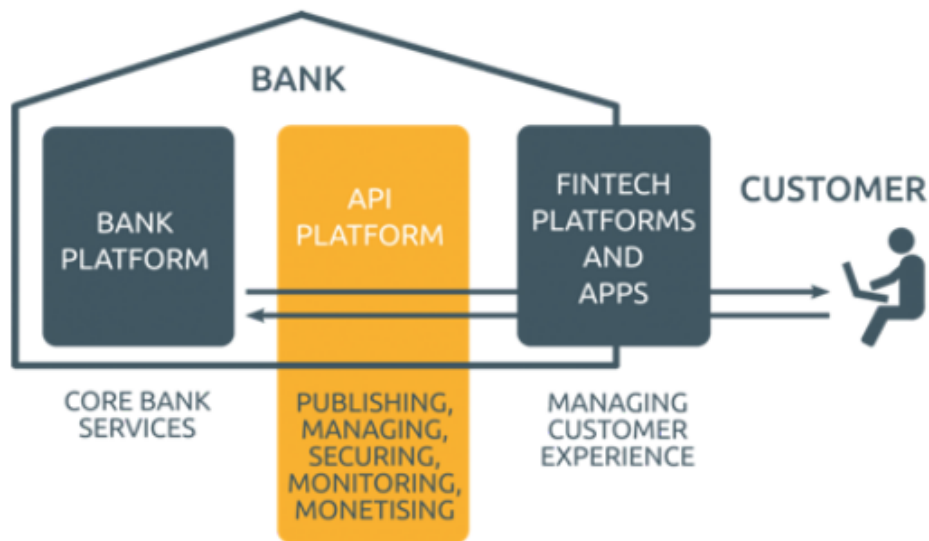 BANK
BANK
PLATFORM
API
PLATFORM
FINTECH
PLATFORMS
AND
APPS
CUSTOMER
CORE BANK
SERVICES
PUBLISHING,
MANAGING,
SECURING,
MONITORING,
MONETISING
MANAGING
CUSTOMER
EXPERIENCE